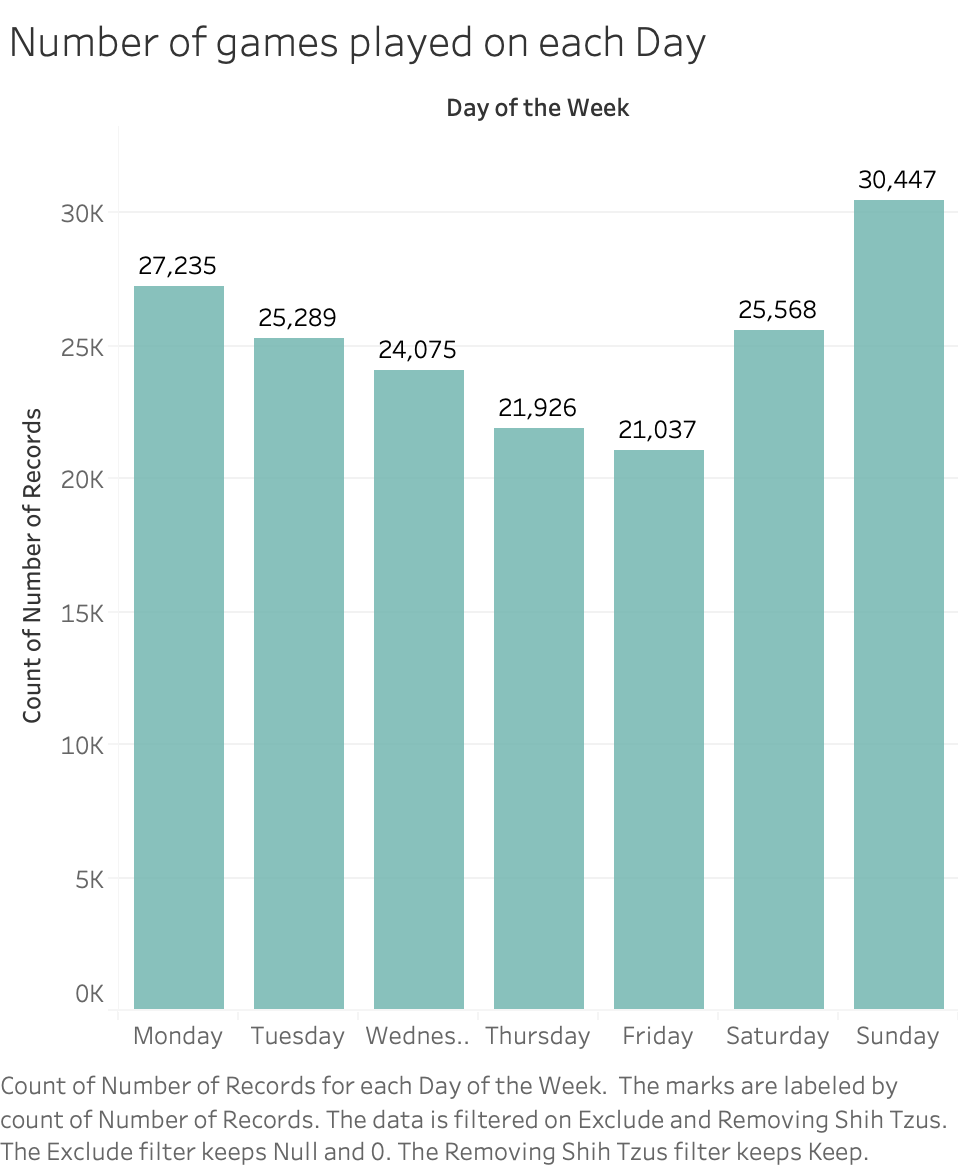 Number of games played on each Day
Day of the Week
30,447
30K
27,235
25,568
25,289
25K
24,075
21,926
21,037
20K
Count of Number of Records
15K
10K
5K
0K
Monday Tuesday Wednes.. Thursday Friday Saturday Sunday
Count of Number of Records for each Day of the Week.  The marks are labeled by
count of Number of Records. The data is filtered on Exclude and Removing Shih Tzus.
The Exclude filter keeps Null and 0. The Removing Shih Tzus filter keeps Keep.